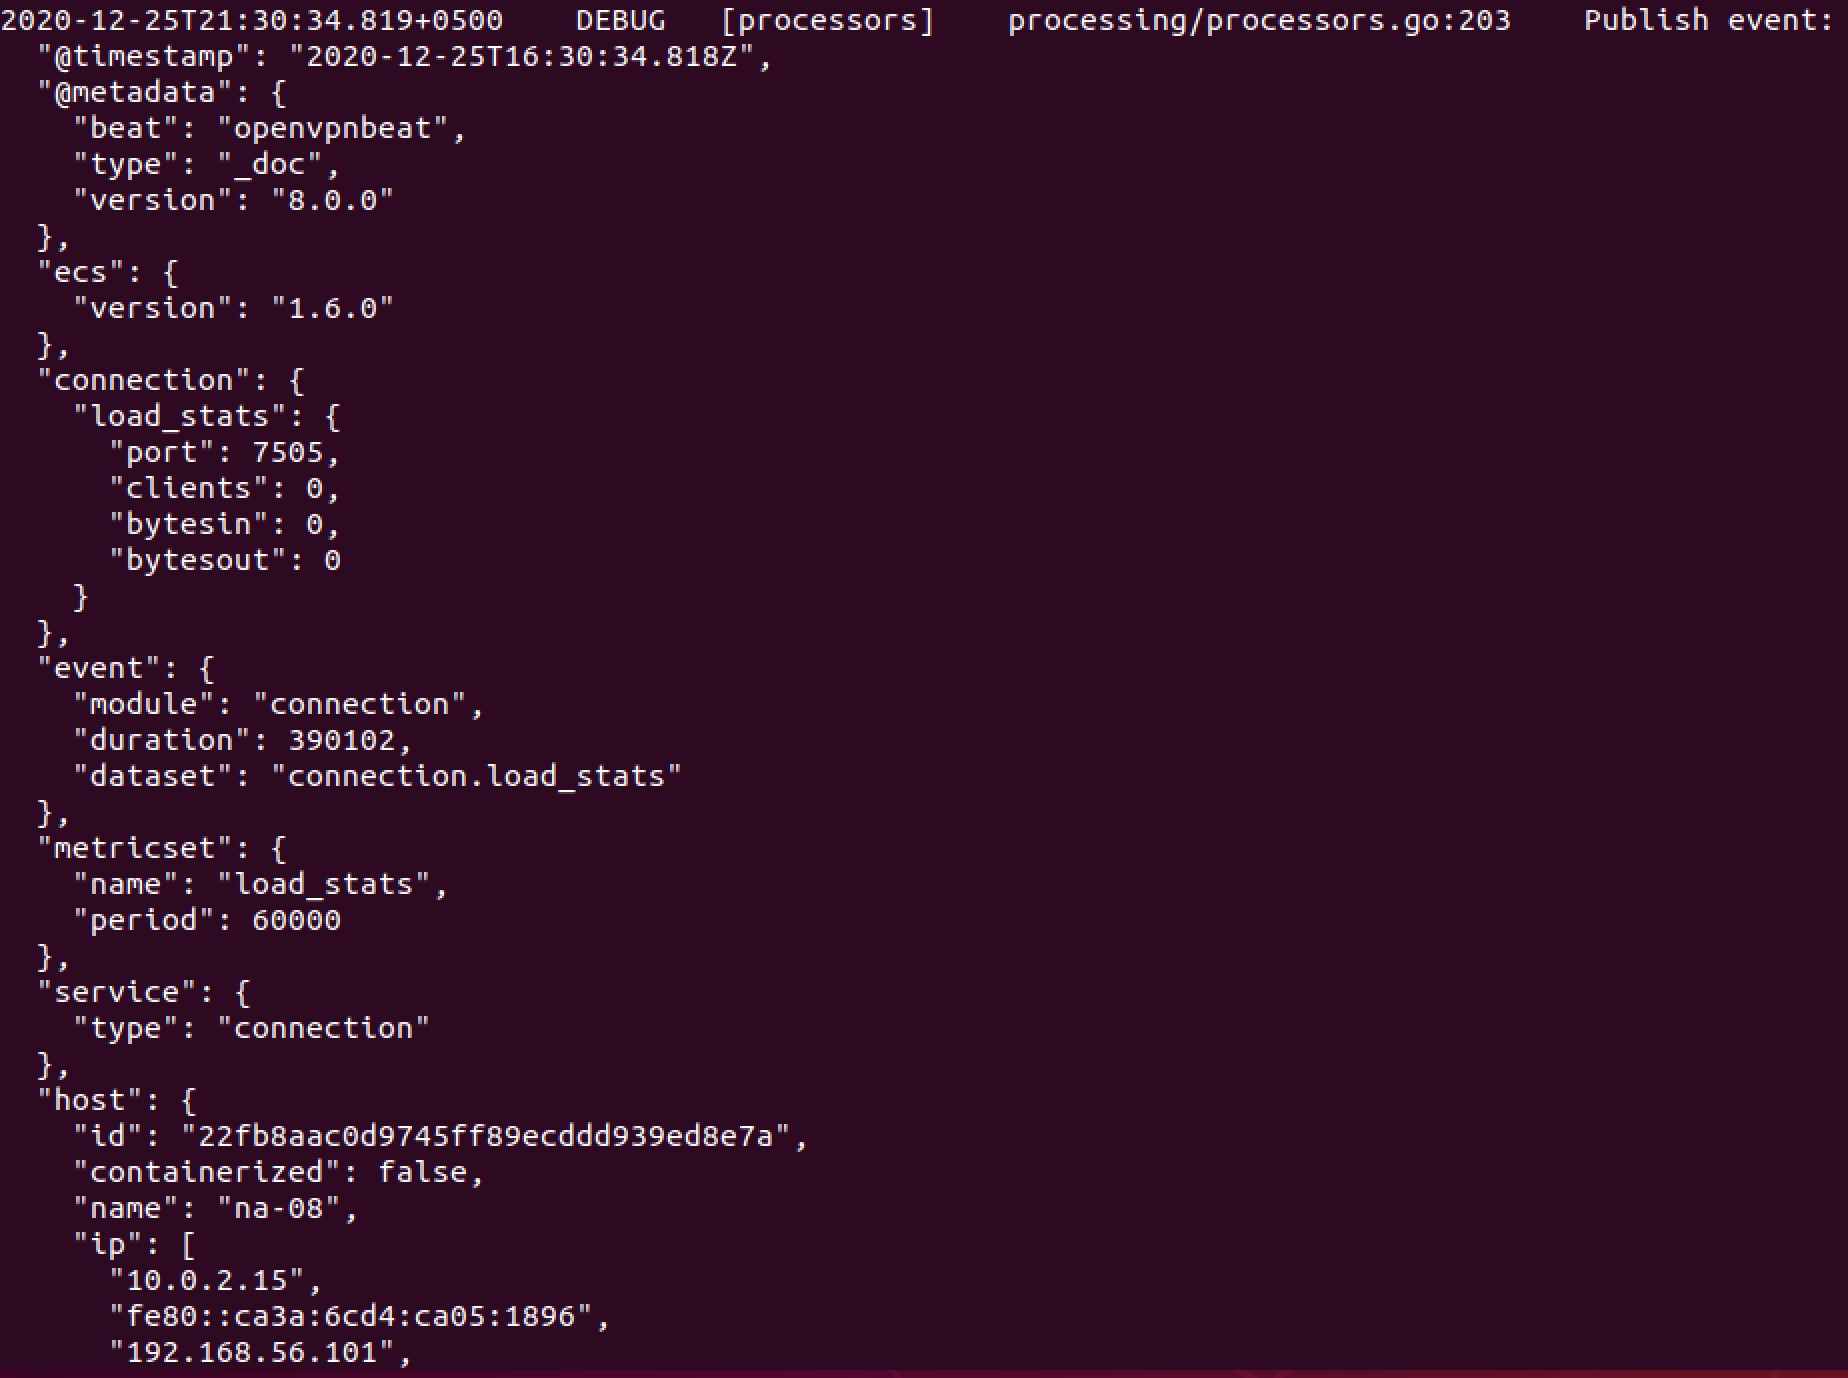 2020-12-25T21:30:34.819+0500    DEBUG   [processors]    processing/processors.go:203    Publish event:
  "@timestamp": "2020-12-25T16:30:34.818Z",
  "@metadata": {
    "beat": "openvpnbeat",
    "type": "_doc",
    "version": "8.0.0"
  },
  "ecs": {
    "version": "1.6.0"
  },
  "connection": {
    "load_stats": {
      "port": 7505,
      "clients": 0,
      "bytesin": 0,
      "bytesout": 0
    }
  },
  "event": {
    "module": "connection",
    "duration": 390102,
    "dataset": "connection.load_stats"
  },
  "metricset": {
    "name": "load_stats",
    "period": 60000
  },
  "service": {
    "type": "connection"
  },
  "host": {
    "id": "22fb8aac0d9745ff89ecddd939ed8e7a",
    "containerized": false,
    "name": "na-08",
    "ip": [
      "10.0.2.15",
      "fe80::ca3a:6cd4:ca05:1896",
      "192.168.56.101",